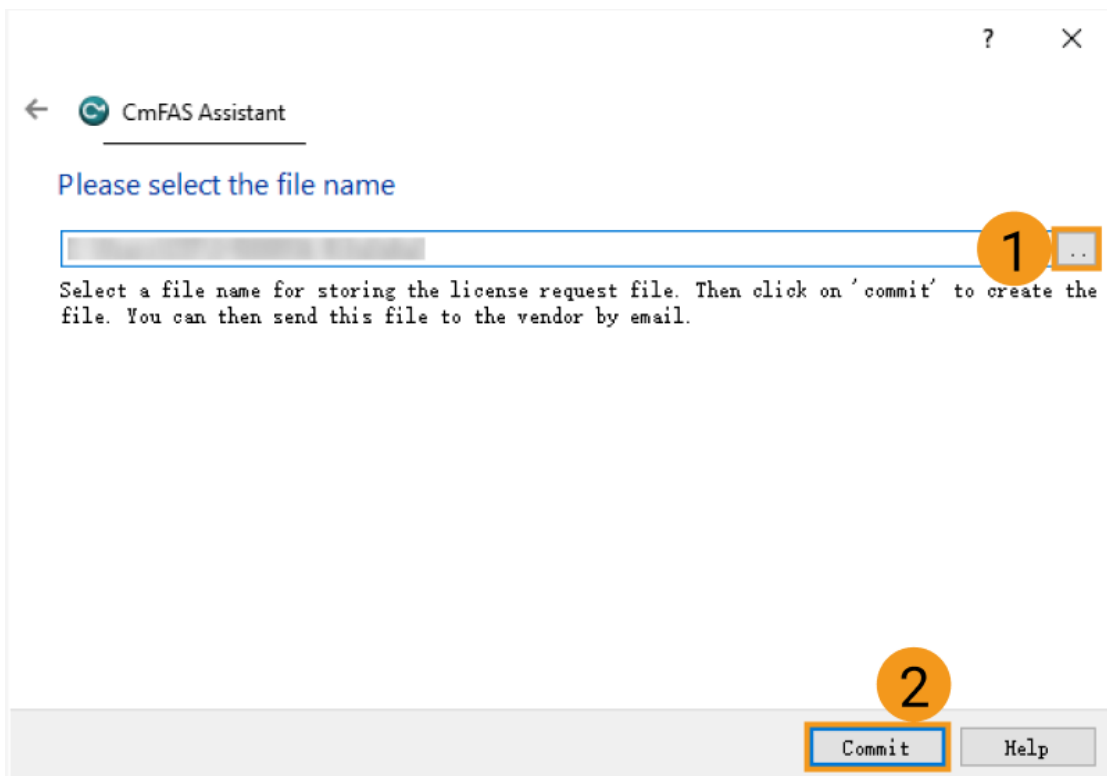 ?
CmFAS Assistant
Please select the file name
1
..
Select a file name for storing the license request file. Then click on 'commit' to create the
file. You can then send this file to the vendor by email.
2
Commit
Help